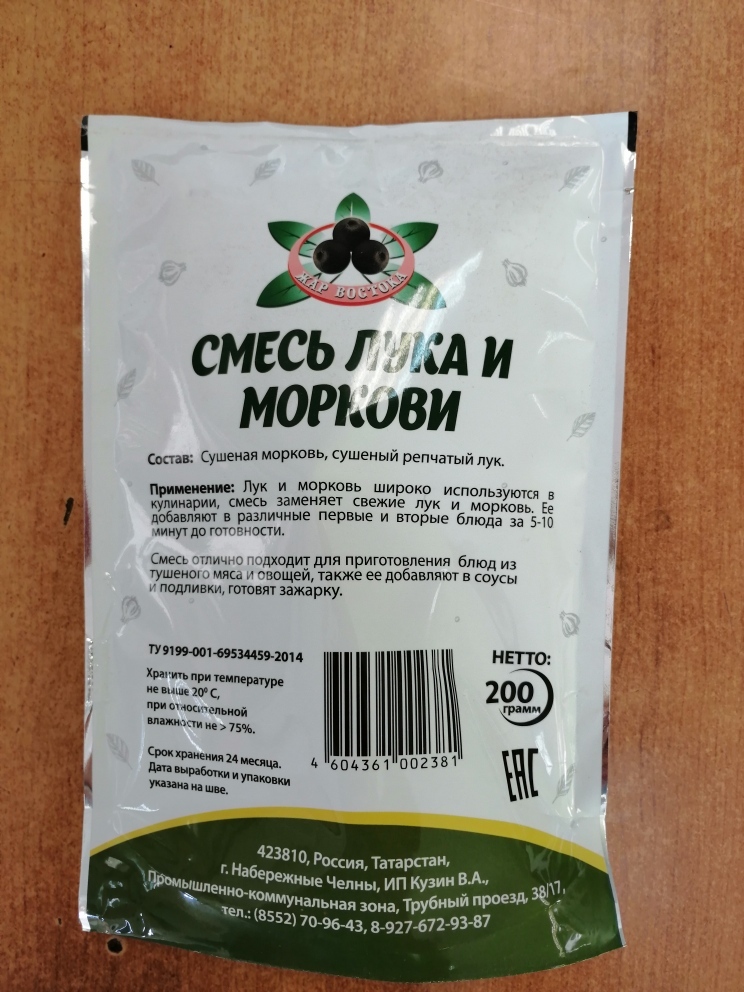 ЖАР ВОСТОКА
СМЕСЬ ЛУКА И
МОРКОВИ
Состав: Сушеная морковь, сушеный репчатый лук.
Применение: Лук и морковь широко используются в
кулинарии, смесь заменяет свежие лук и морковь. Ее
добавляют в различные первые и вторые блюда за 5-10
минут до готовности.
Смесь отлично подходит для приготовления блюд из
тушеного мяса и овощей, также ее добавляют в соусы
и подливки, готовят зажарку.
ТУ 9199-001-69534459-2014
Хранить при температуре
не выше 20⁰ С,
при относительной
влажности не > 75%.
Срок хранения 24 месяца.
Дата выработки и упаковки
указана на шве.
4 604361 002381
НЕТТО:
200
грамм
ЕАС
423810, Россия, Татарстан,
г. Набережные Челны, ИП Кузин В.А.,
Промышленно-коммунальная зона, Трубный проезд, 38/17,
тел.: (8552) 70-96-43, 8-927-672-93-87